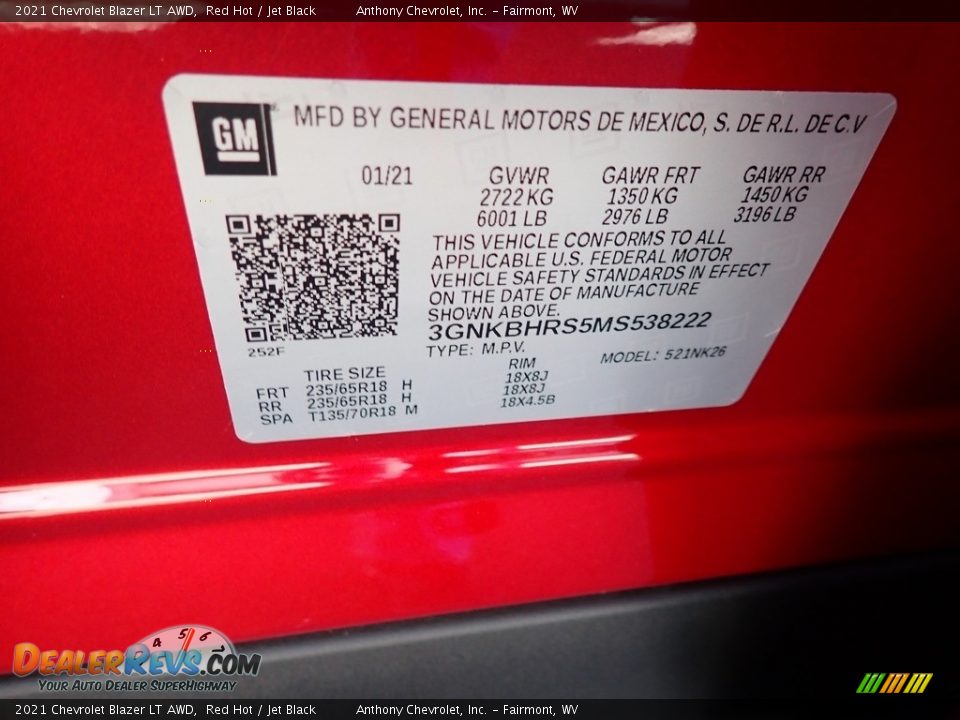 2021 Chevrolet Blazer LT AWD, Red Hot / Jet Black Anthony Chevrolet, Inc. - Fairmont, WV
GM MFD BY GENERAL MOTORS DE MEXICO, S. DE R.L. DE C.V
01/21 GVWR GAWR FRT GAWR RR
2722 KG 1350 KG 1450 KG
6001 LB 2976 LB 3196 LB
THIS VEHICLE CONFORMS TO ALL
APPLICABLE U.S. FEDERAL MOTOR
VEHICLE SAFETY STANDARDS IN EFFECT
ON THE DATE OF MANUFACTURE
SHOWN ABOVE.
3GNKBHRS5MS538222
252F TYPE: M.P.V. MODEL: 521NK26
TIRE SIZE RIM
FRT 235/65R18 H 18X8J
RR 235/65R18 H 18X8J
SPA T135/70R18 M 18X4.5B
4 5 6
DEALERREVS.COM
YOUR AUTO DEALER SUPERHIGHWAY
2021 Chevrolet Blazer LT AWD, Red Hot / Jet Black Anthony Chevrolet, Inc. - Fairmont, WV